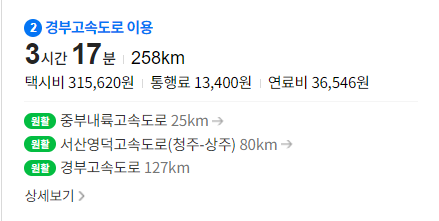 2 경부고속도로 이용
3시간 17분 258km
택시비 315,620원 통행료 13,400원 연료비 36,546원
원활 중부내륙고속도로 25km →
원활 서산영덕고속도로(청주-상주) 80km →
원활 경부고속도로 127km
상세보기 >